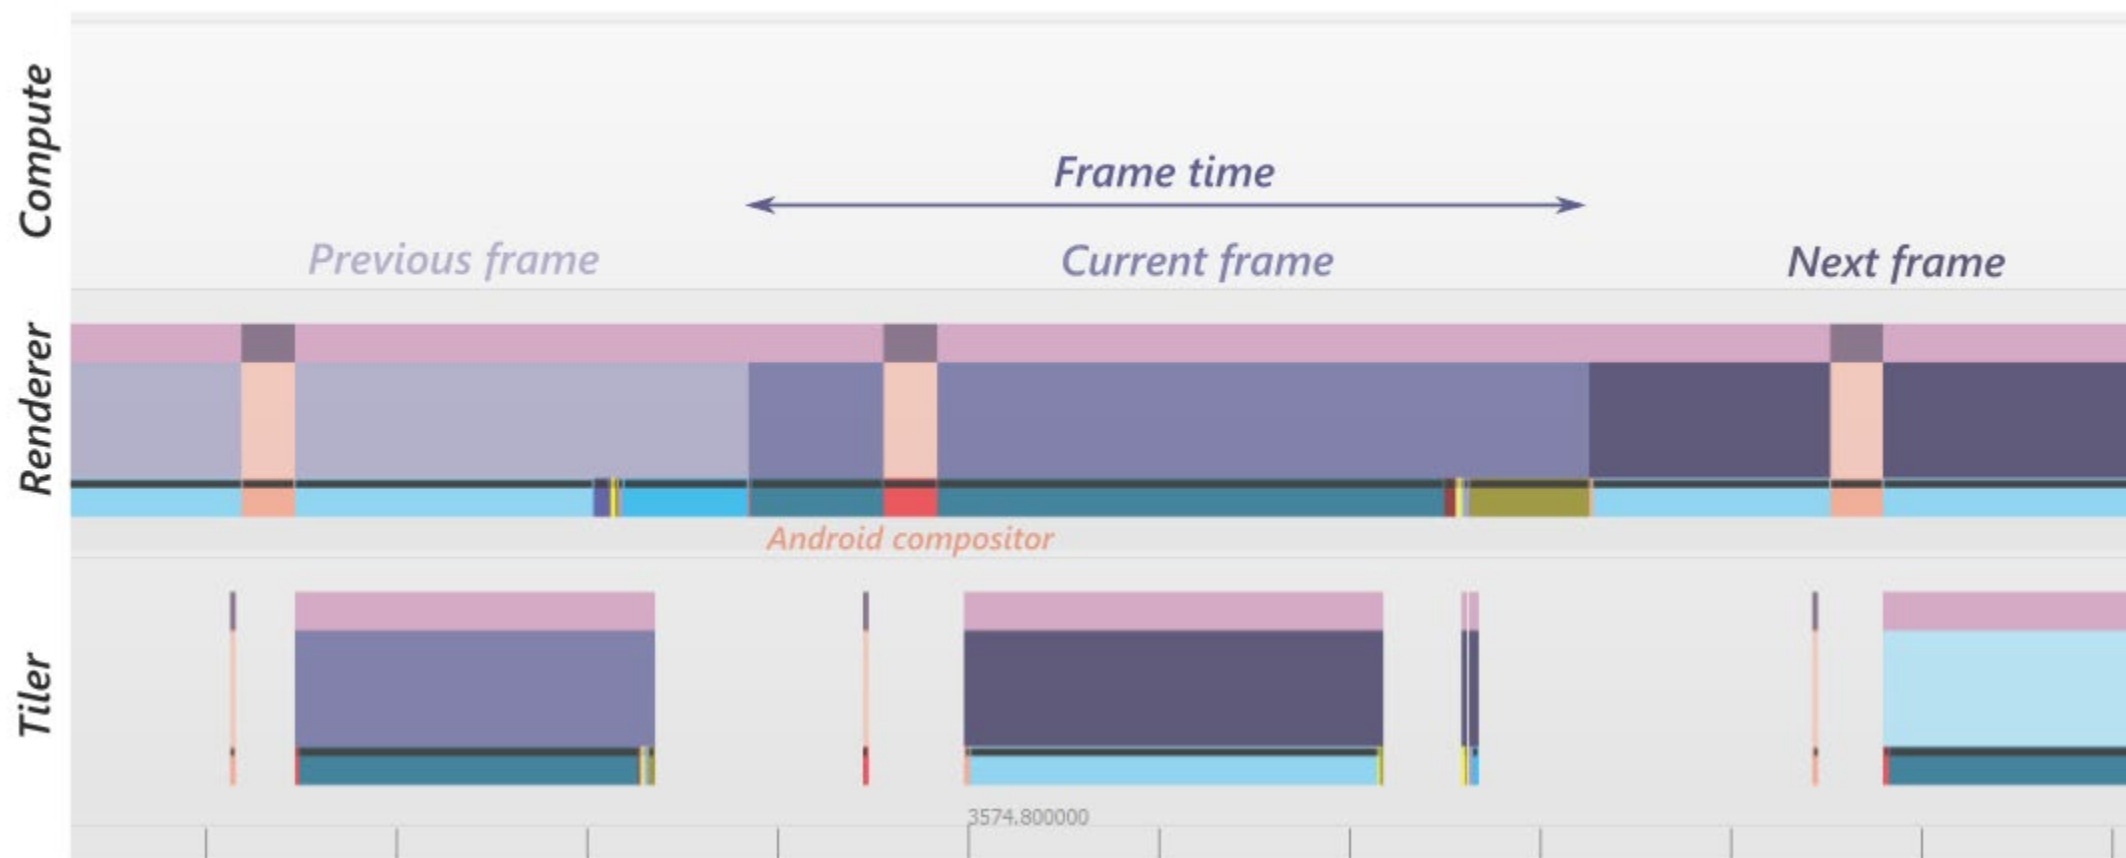 Compute
Frame time
Previous frame
Current frame
Next frame
Renderer
Android compositor
Tiler
3574.800000